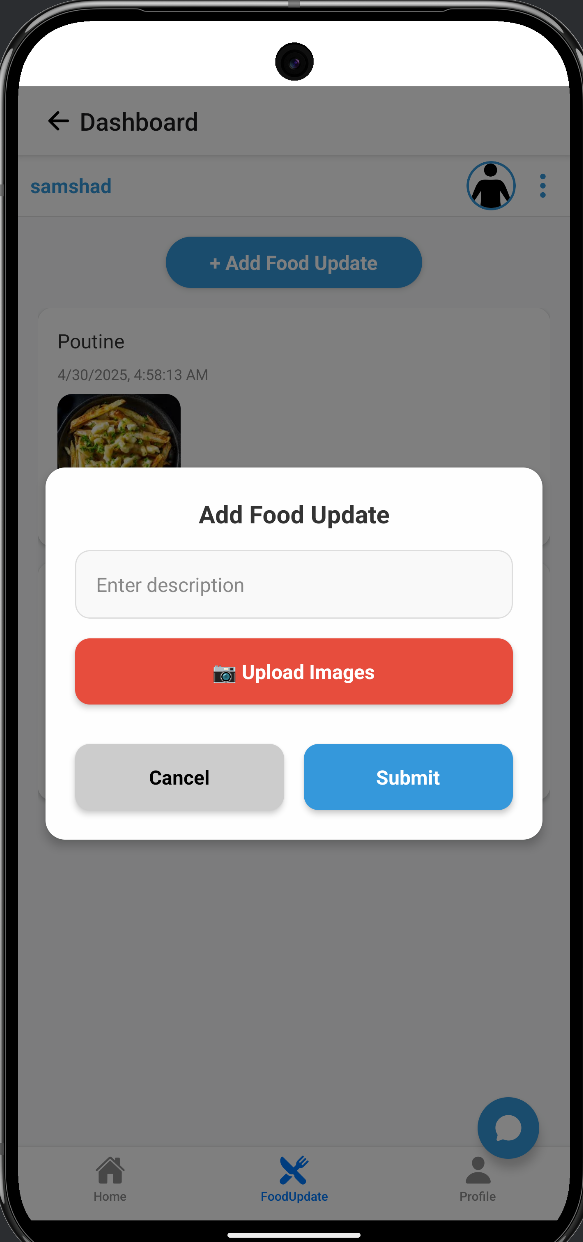 Dashboard
samshad
+ Add Food Update
Poutine
4/30/2025, 4:58:13 AM
Add Food Update
Enter description
Upload Images
Cancel
Submit
Home
FoodUpdate
Profile